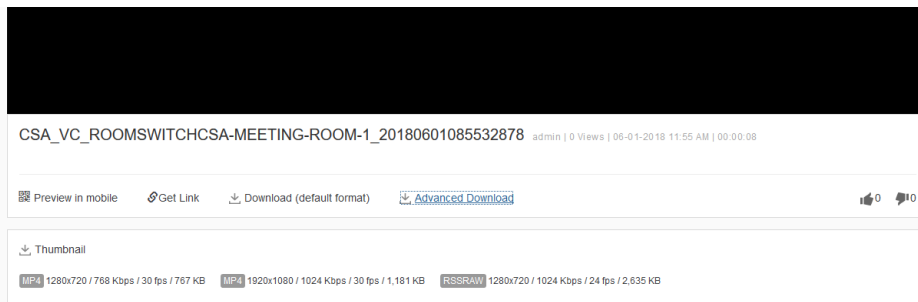 CSA_VC_ROOMSWITCHCSA-MEETING-ROOM-1_20180601085532878 admin | 0 Views | 06-01-2018 11:55 AM | 00:00:08
Preview in mobile Get Link Download (default format) Advanced Download 0 0
Thumbnail
MP4 1280x720 / 768 Kbps / 30 fps / 767 KB MP4 1920x1080 / 1024 Kbps / 30 fps / 1,181 KB RSSRAW 1280x720 / 1024 Kbps / 24 fps / 2,635 KB